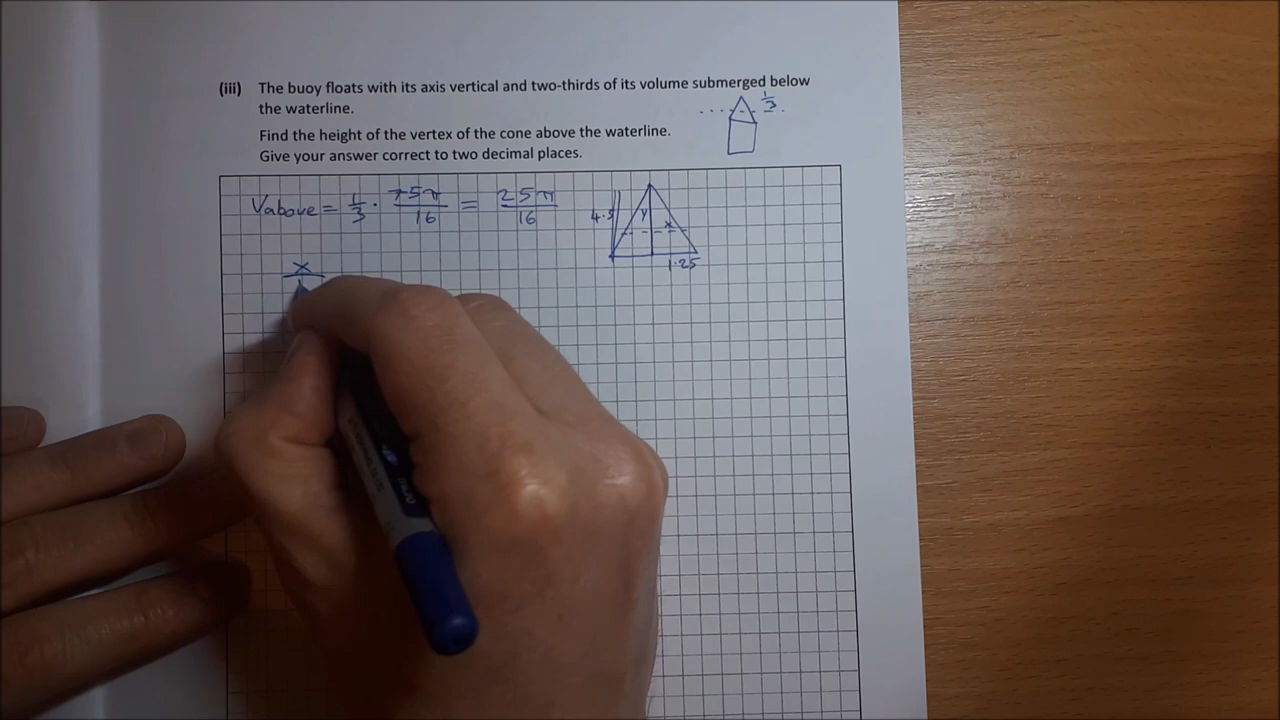 (iii) The buoy floats with its axis vertical and two-thirds of its volume submerged below
the waterline.
1/3
Find the height of the vertex of the cone above the waterline.
Give your answer correct to two decimal places.
Vabove = 1/3 · 75π/16 = 25π/16
y
x
1.25
x